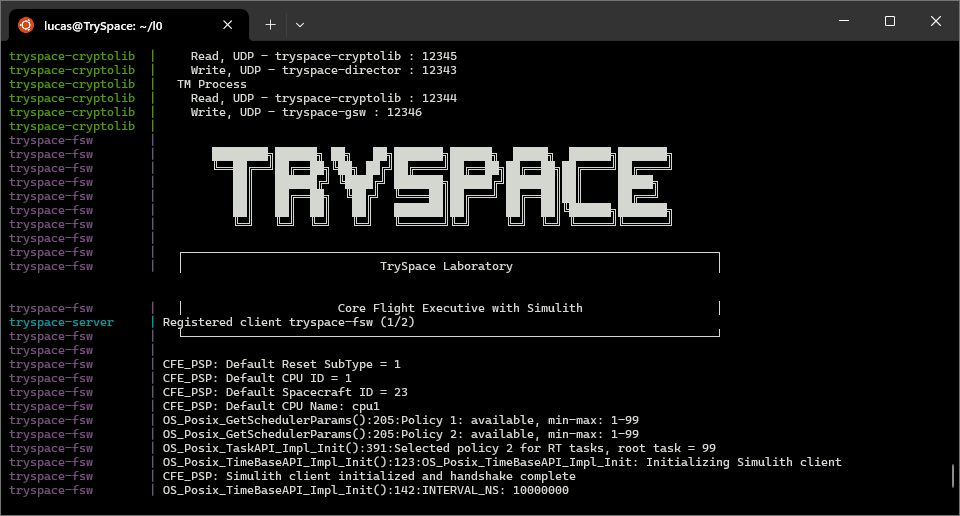 lucas@TrySpace: ~/l0
tryspace-cryptolib | Read, UDP - tryspace-cryptolib : 12345
tryspace-cryptolib | Write, UDP - tryspace-director : 12343
tryspace-cryptolib | TM Process
tryspace-cryptolib | Read, UDP - tryspace-cryptolib : 12344
tryspace-cryptolib | Write, UDP - tryspace-gsw : 12346
tryspace-cryptolib |
tryspace-fsw |
tryspace-fsw |
tryspace-fsw |
tryspace-fsw | TRYSPACE
tryspace-fsw |
tryspace-fsw |
tryspace-fsw |
tryspace-fsw |
tryspace-fsw |
tryspace-fsw | TrySpace Laboratory
tryspace-fsw | Core Flight Executive with Simulith
tryspace-server | Registered client tryspace-fsw (1/2)
tryspace-fsw |
tryspace-fsw |
tryspace-fsw | CFE_PSP: Default Reset SubType = 1
tryspace-fsw | CFE_PSP: Default CPU ID = 1
tryspace-fsw | CFE_PSP: Default Spacecraft ID = 23
tryspace-fsw | CFE_PSP: Default CPU Name: cpu1
tryspace-fsw | OS_Posix_GetSchedulerParams():205:Policy 1: available, min-max: 1-99
tryspace-fsw | OS_Posix_GetSchedulerParams():205:Policy 2: available, min-max: 1-99
tryspace-fsw | OS_Posix_TaskAPI_Impl_Init():391:Selected policy 2 for RT tasks, root task = 99
tryspace-fsw | OS_Posix_TimeBaseAPI_Impl_Init():123:OS_Posix_TimeBaseAPI_Impl_Init: Initializing Simulith client
tryspace-fsw | CFE_PSP: Simulith client initialized and handshake complete
tryspace-fsw | OS_Posix_TimeBaseAPI_Impl_Init():142:INTERVAL_NS: 10000000